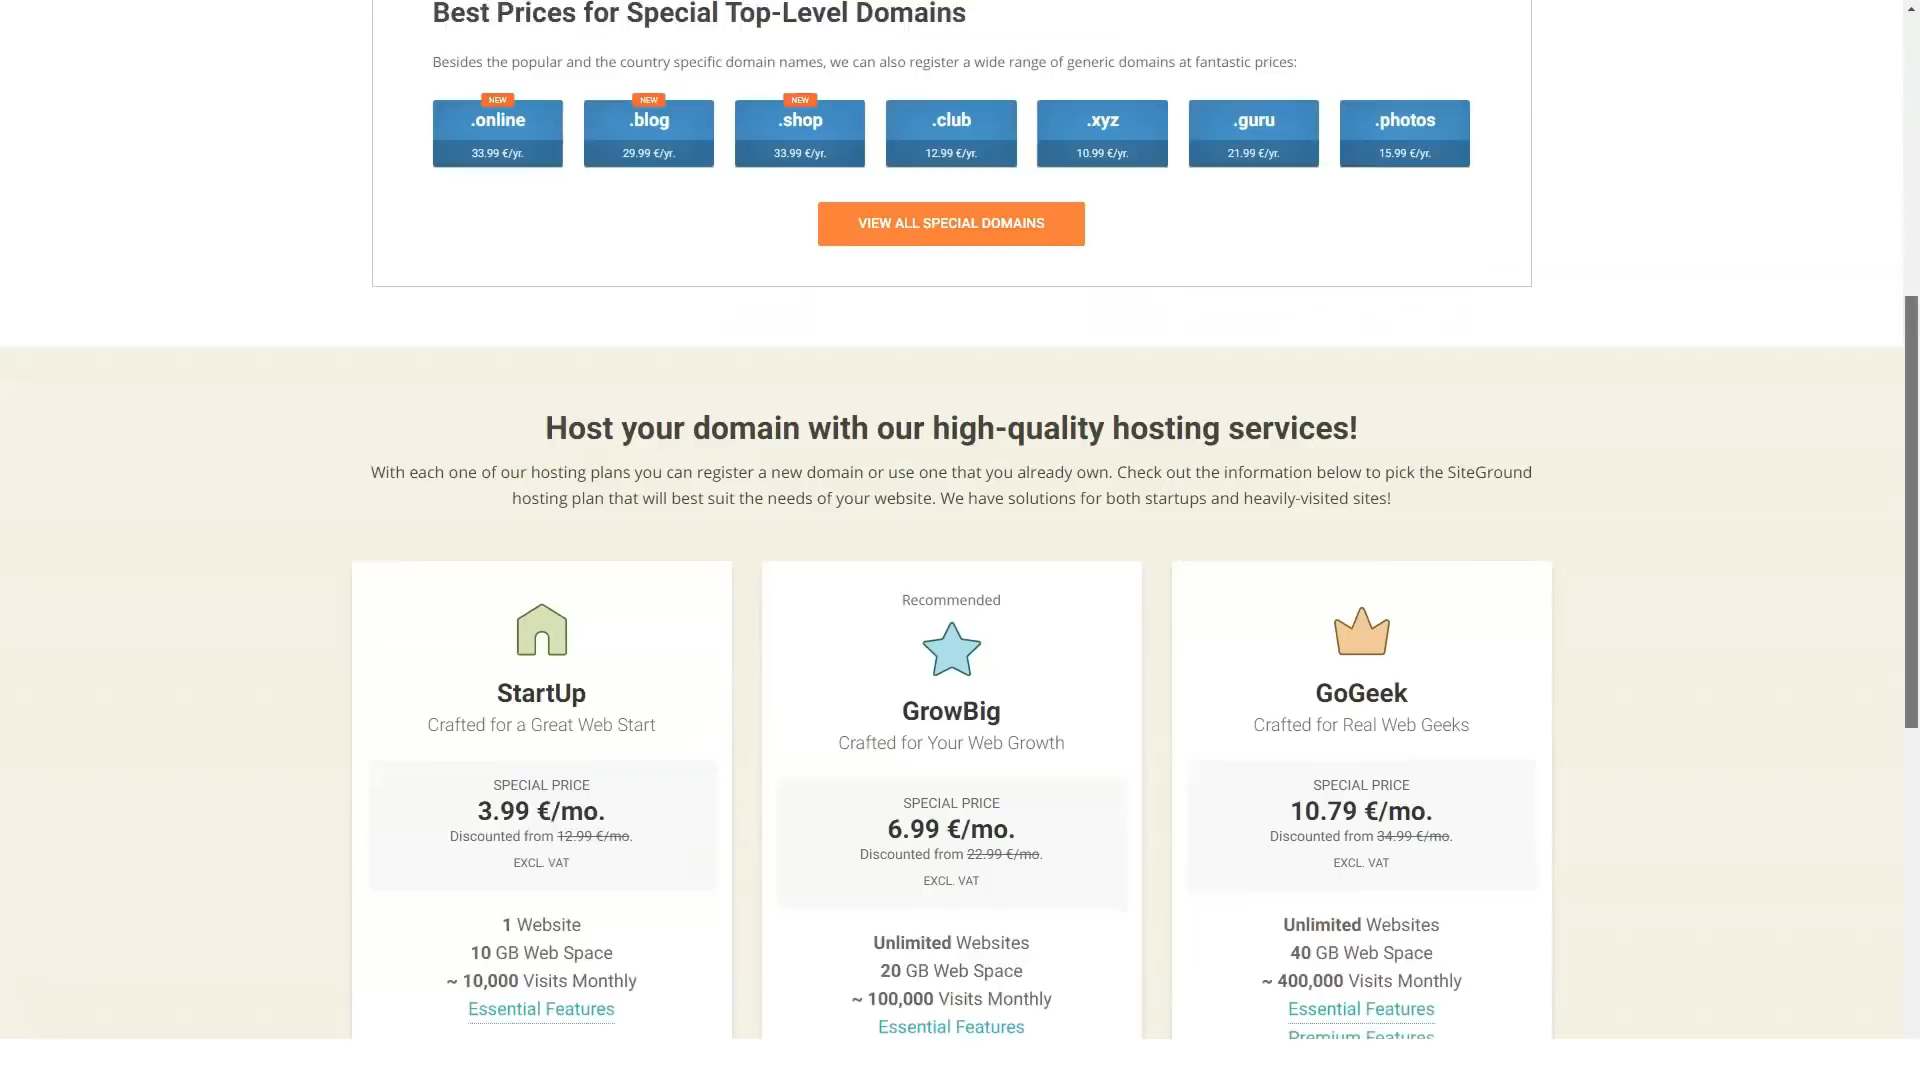 Best Prices for Special Top-Level Domains
Besides the popular and the country specific domain names, we can also register a wide range of generic domains at fantastic prices:
NEW NEW NEW
.online .blog .shop .club .xyz .guru .photos
33.99 €/yr. 29.99 €/yr. 33.99 €/yr. 12.99 €/yr. 10.99 €/yr. 21.99 €/yr. 15.99 €/yr.
VIEW ALL SPECIAL DOMAINS
Host your domain with our high-quality hosting services!
With each one of our hosting plans you can register a new domain or use one that you already own. Check out the information below to pick the SiteGround
hosting plan that will best suit the needs of your website. We have solutions for both startups and heavily-visited sites!
StartUp
Crafted for a Great Web Start
SPECIAL PRICE
3.99 €/mo.
Discounted from 12.99 €/mo.
EXCL. VAT
1 Website
10 GB Web Space
~ 10,000 Visits Monthly
Essential Features
Recommended
GrowBig
Crafted for Your Web Growth
SPECIAL PRICE
6.99 €/mo.
Discounted from 22.99 €/mo.
EXCL. VAT
Unlimited Websites
20 GB Web Space
~ 100,000 Visits Monthly
Essential Features
GoGeek
Crafted for Real Web Geeks
SPECIAL PRICE
10.79 €/mo.
Discounted from 34.99 €/mo.
EXCL. VAT
Unlimited Websites
40 GB Web Space
~ 400,000 Visits Monthly
Essential Features
Premium Features